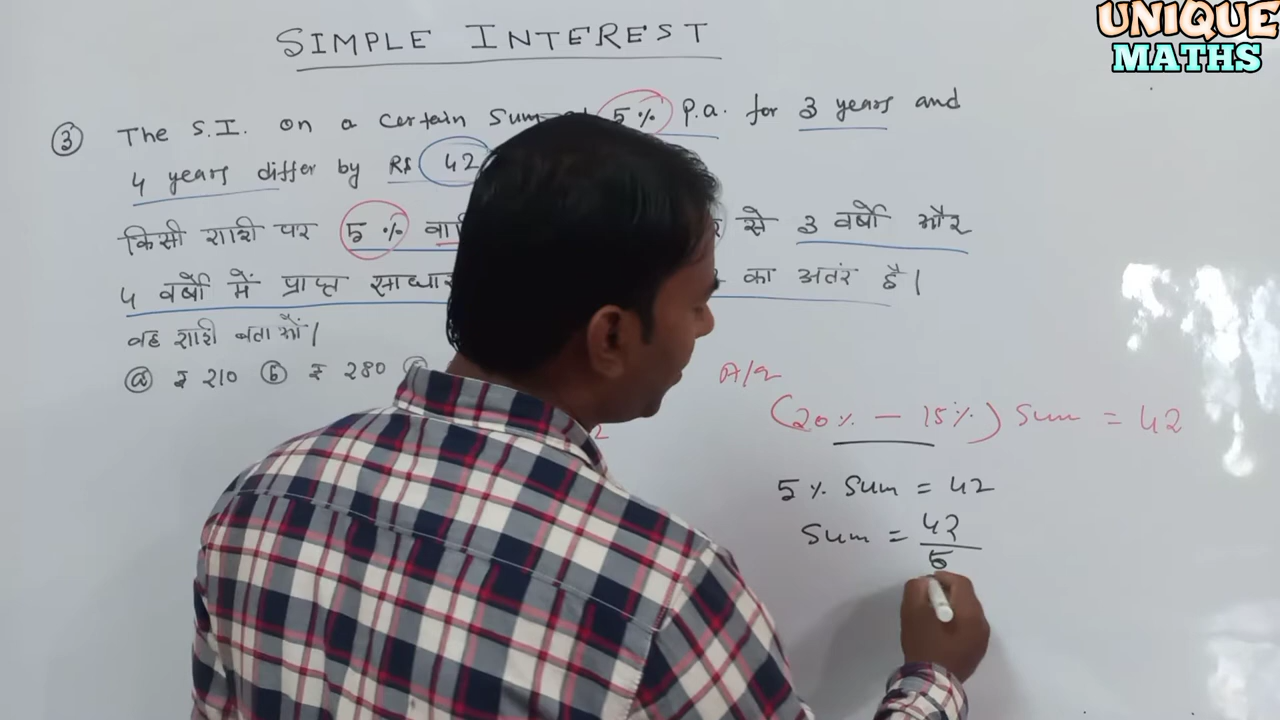 UNIQUE
MATHS
SIMPLE INTEREST
③ The S.I. on a certain Sum 5% P.a. for 3 years and
4 years differ by Rs 42
किसी राशि पर 5% से 3 वर्षो और
4 वर्षो में प्राप्त का अतंर है।
वह राशी बताओं।
ⓐ ₹ 210 ⓑ ₹ 280
A/q
(20% - 15%) Sum = 42
5% Sum = 42
Sum = 42
5